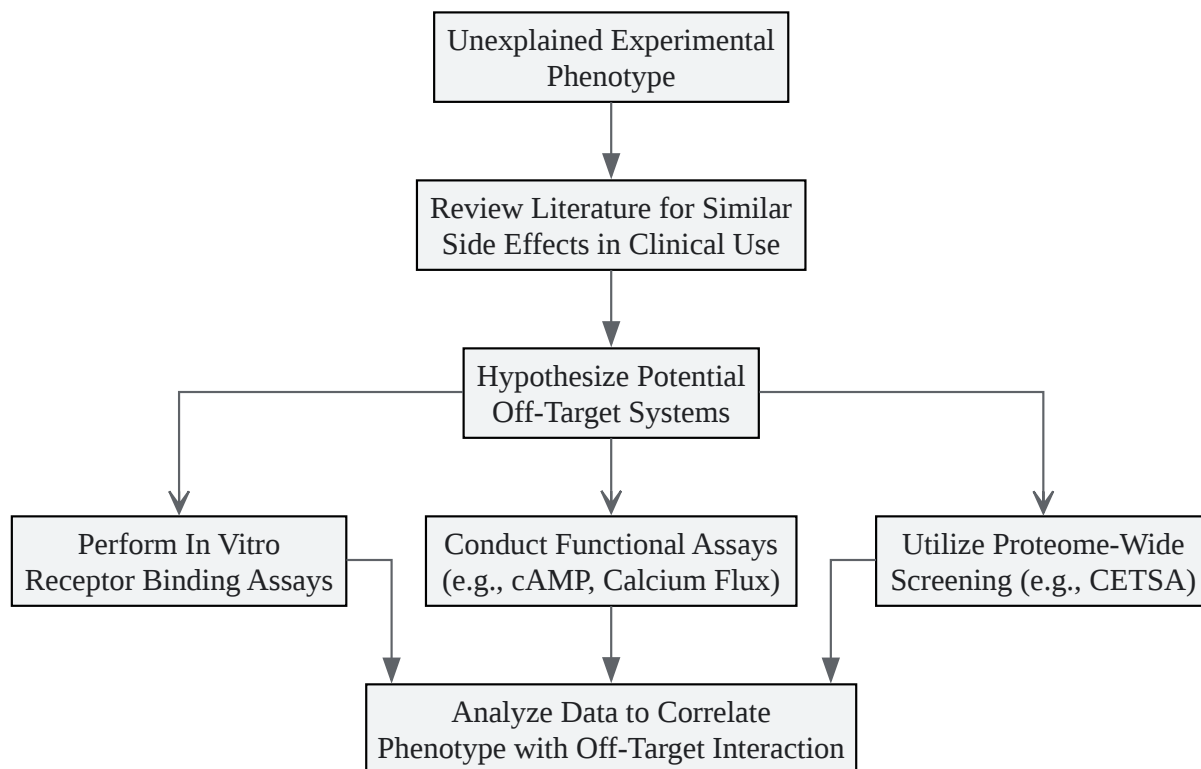 Unexplained Experimental
Phenotype
Review Literature for Similar
Side Effects in Clinical Use
Hypothesize Potential
Off-Target Systems
Perform In Vitro
Receptor Binding Assays
Conduct Functional Assays
(e.g., cAMP, Calcium Flux)
Utilize Proteome-Wide
Screening (e.g., CETSA)
Analyze Data to Correlate
Phenotype with Off-Target Interaction